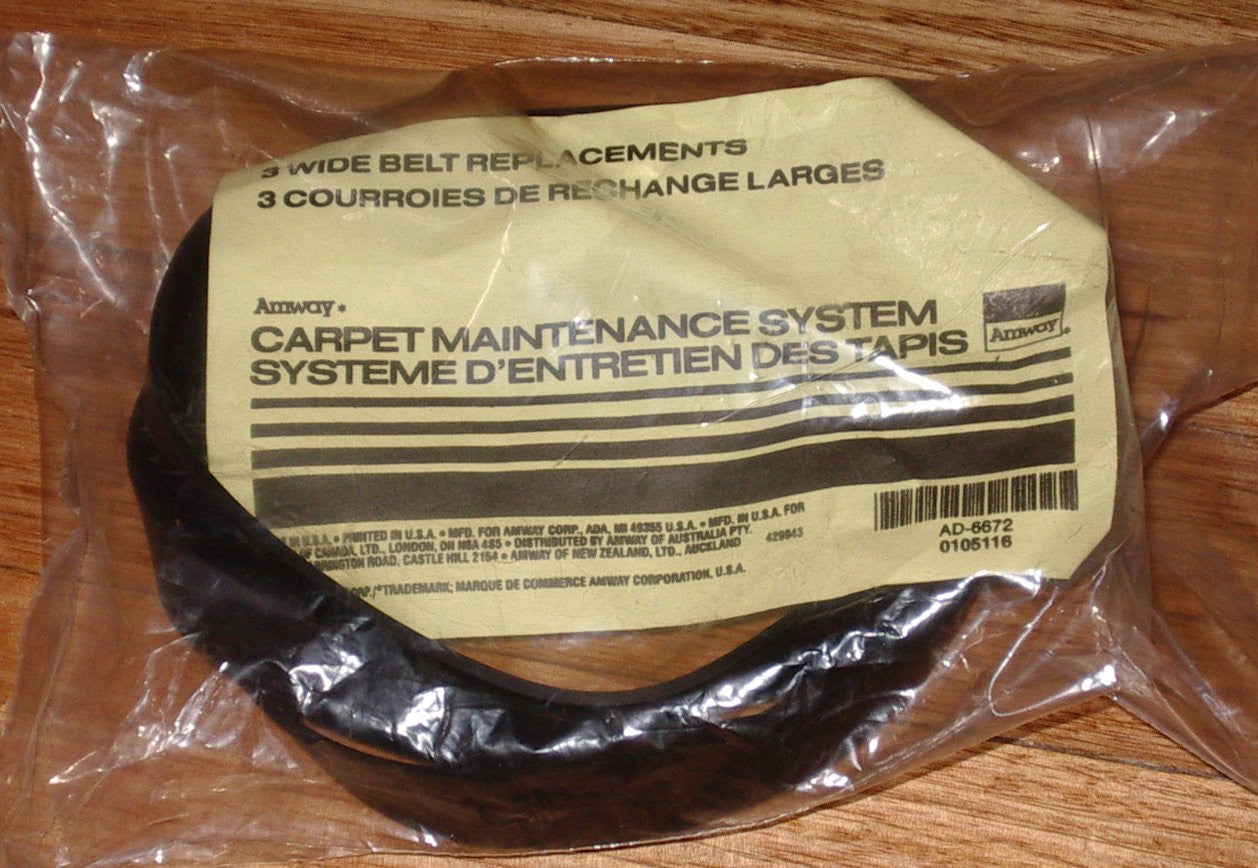 3 WIDE BELT REPLACEMENTS
3 COURROIES DE RECHANGE LARGES
Amway*
CARPET MAINTENANCE SYSTEM
SYSTEME D'ENTRETIEN DES TAPIS
Amway®
IN U.S.A. • PRINTED IN U.S.A. • MFD. FOR AMWAY CORP., ADA, MI 49355 U.S.A. • MFD. IN U.S.A. FOR
OF CANADA, LTD., LONDON, ON N6A 4S5 • DISTRIBUTED BY AMWAY OF AUSTRALIA PTY.
ROAD, CASTLE HILL 2154 • AMWAY OF NEW ZEALAND, LTD., AUCKLAND 429943
CORP./*TRADEMARK; MARQUE DE COMMERCE AMWAY CORPORATION, U.S.A.
AD-6672
0105116